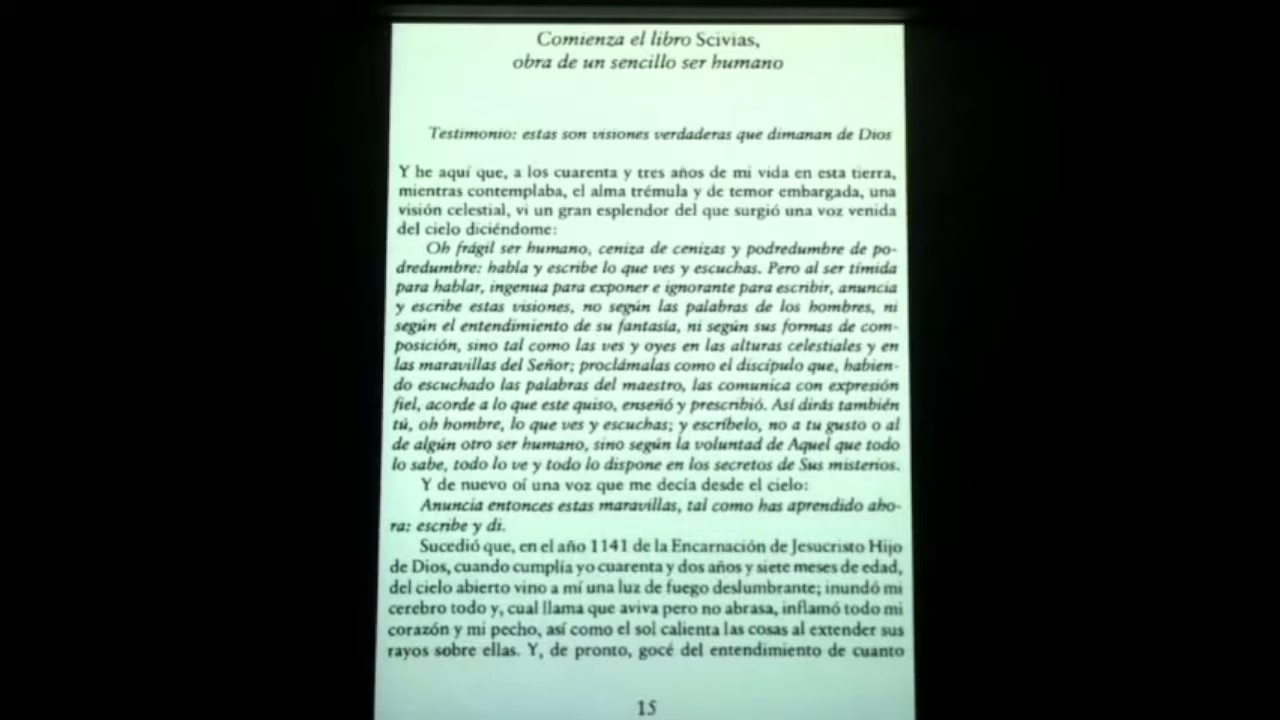 Comienza el libro Scivias,
obra de un sencillo ser humano
Testimonio: estas son visiones verdaderas que dimanan de Dios
Y he aquí que, a los cuarenta y tres años de mi vida en esta tierra,
mientras contemplaba, el alma trémula y de temor embargada, una
visión celestial, vi un gran esplendor del que surgió una voz venida
del cielo diciéndome:
Oh frágil ser humano, ceniza de cenizas y podredumbre de po-
dredumbre: habla y escribe lo que ves y escuchas. Pero al ser tímida
para hablar, ingenua para exponer e ignorante para escribir, anuncia
y escribe estas visiones, no según las palabras de los hombres, ni
según el entendimiento de su fantasía, ni según sus formas de com-
posición, sino tal como las ves y oyes en las alturas celestiales y en
las maravillas del Señor; proclámalas como el discípulo que, habien-
do escuchado las palabras del maestro, las comunica con expresión
fiel, acorde a lo que este quiso, enseñó y prescribió. Así dirás también
tú, oh hombre, lo que ves y escuchas; y escríbelo, no a tu gusto o al
de algún otro ser humano, sino según la voluntad de Aquel que todo
lo sabe, todo lo ve y todo lo dispone en los secretos de Sus misterios.
Y de nuevo oí una voz que me decía desde el cielo:
Anuncia entonces estas maravillas, tal como has aprendido aho-
ra: escribe y di.
Sucedió que, en el año 1141 de la Encarnación de Jesucristo Hijo
de Dios, cuando cumplía yo cuarenta y dos años y siete meses de edad,
del cielo abierto vino a mí una luz de fuego deslumbrante; inundó mi
cerebro todo y, cual llama que aviva pero no abrasa, inflamó todo mi
corazón y mi pecho, así como el sol calienta las cosas al extender sus
rayos sobre ellas. Y, de pronto, gocé del entendimiento de cuanto
15